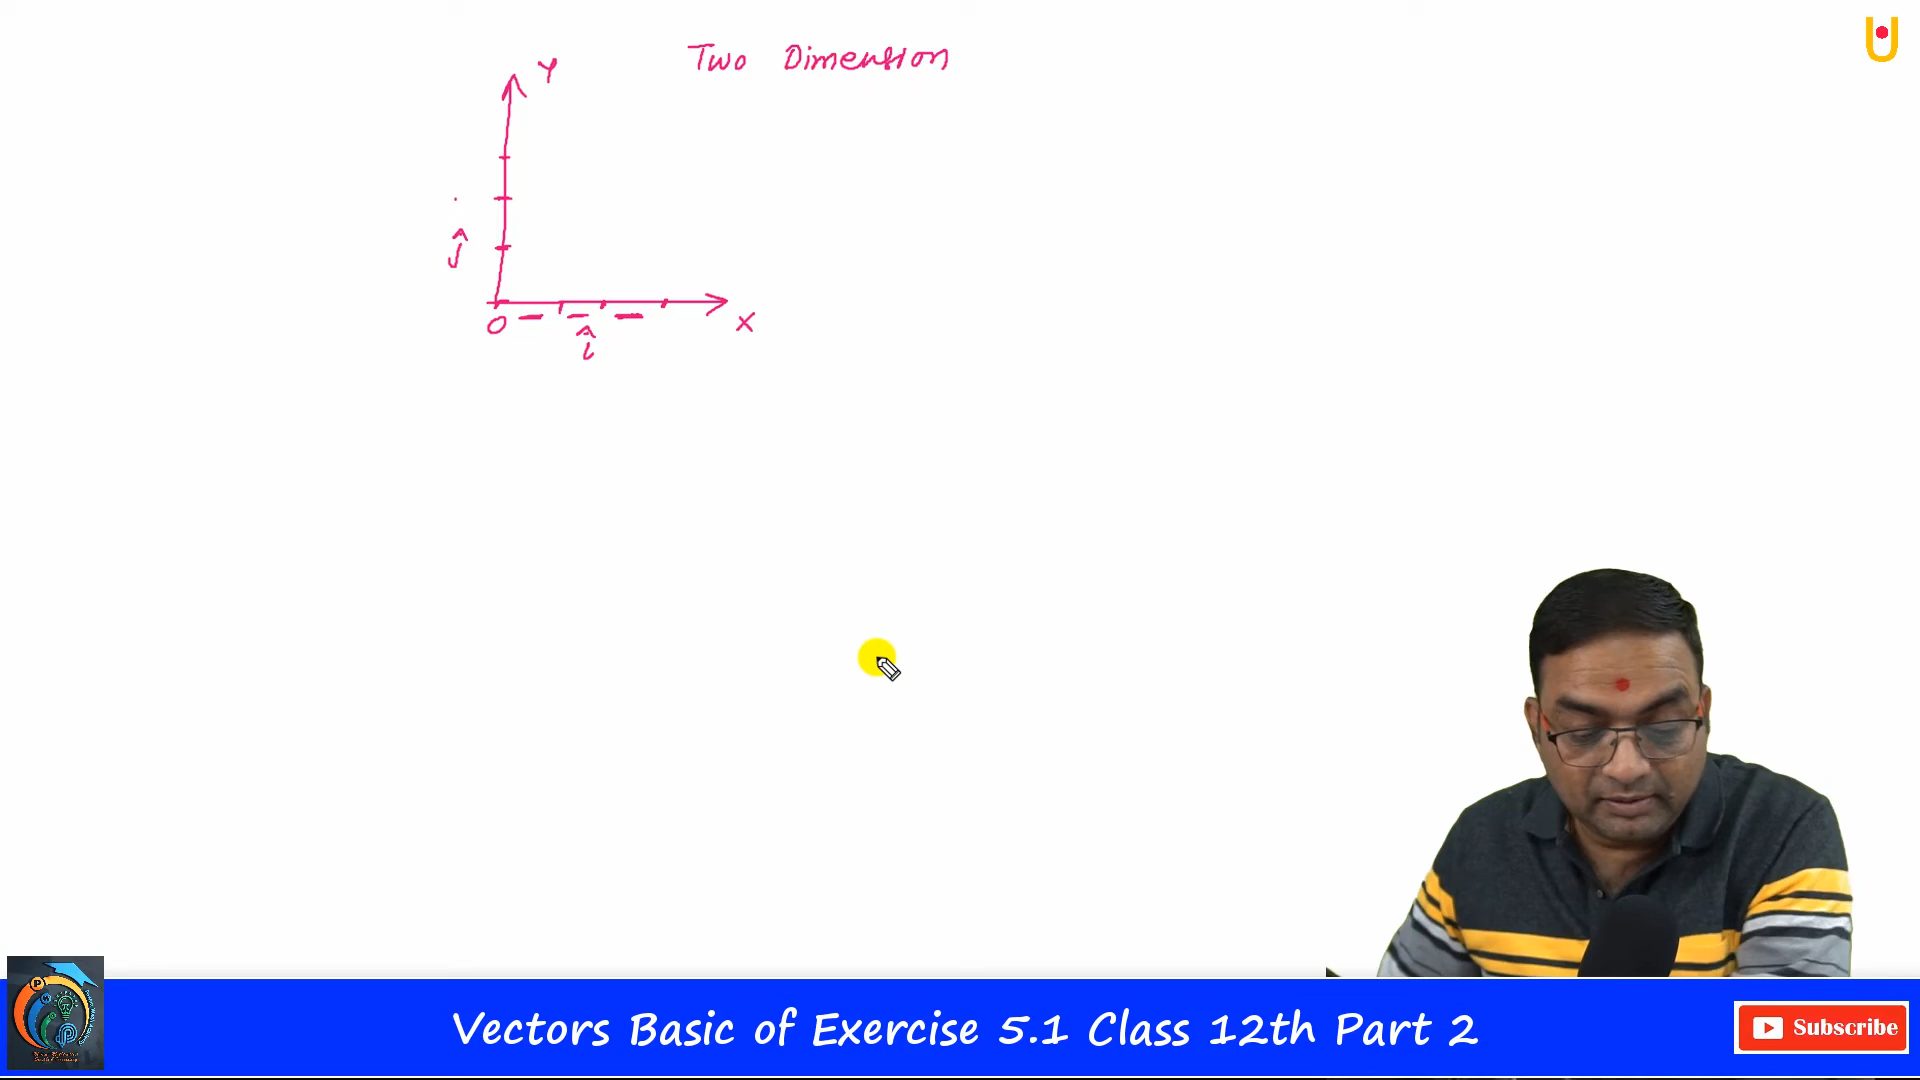 Two Dimension
Y
ĵ
O
X
î
Vectors Basic of Exercise 5.1 Class 12th Part 2
Subscribe